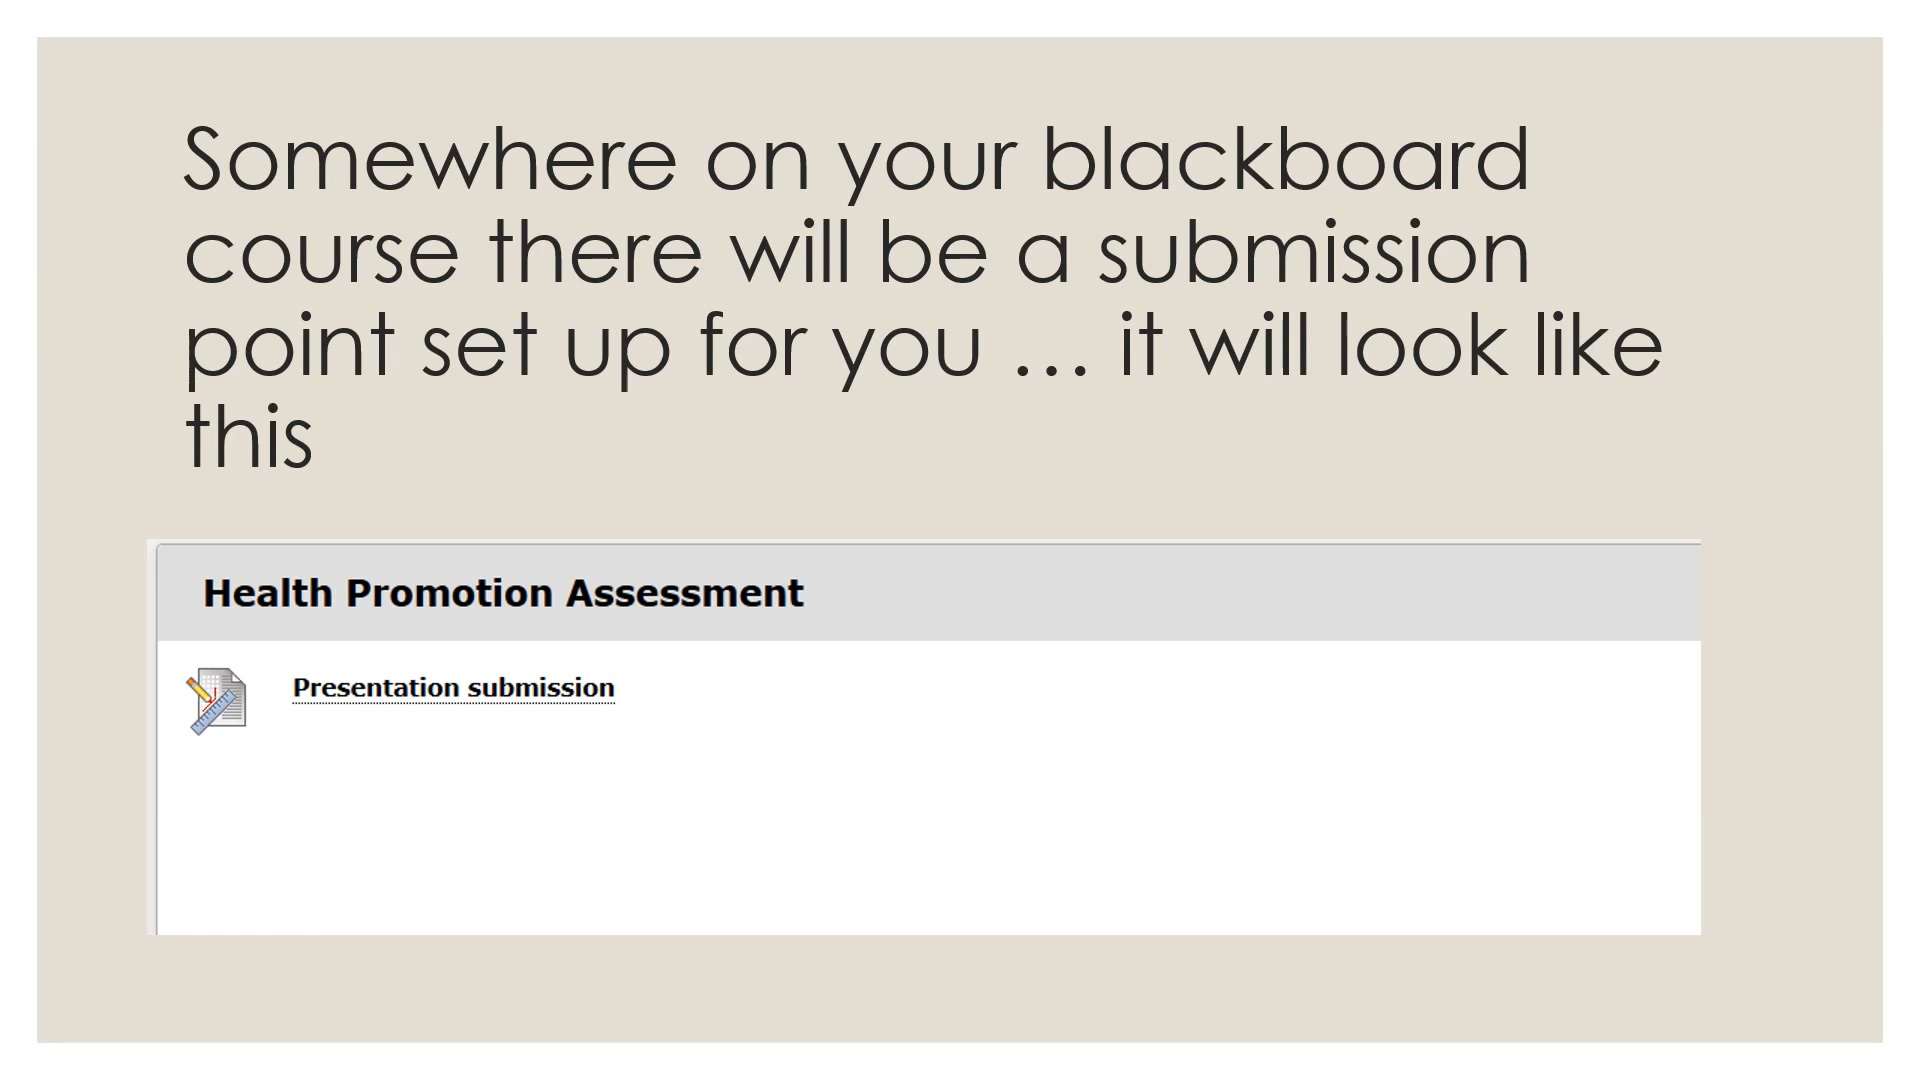 Somewhere on your blackboard
course there will be a submission
point set up for you … it will look like
this
Health Promotion Assessment
Presentation submission